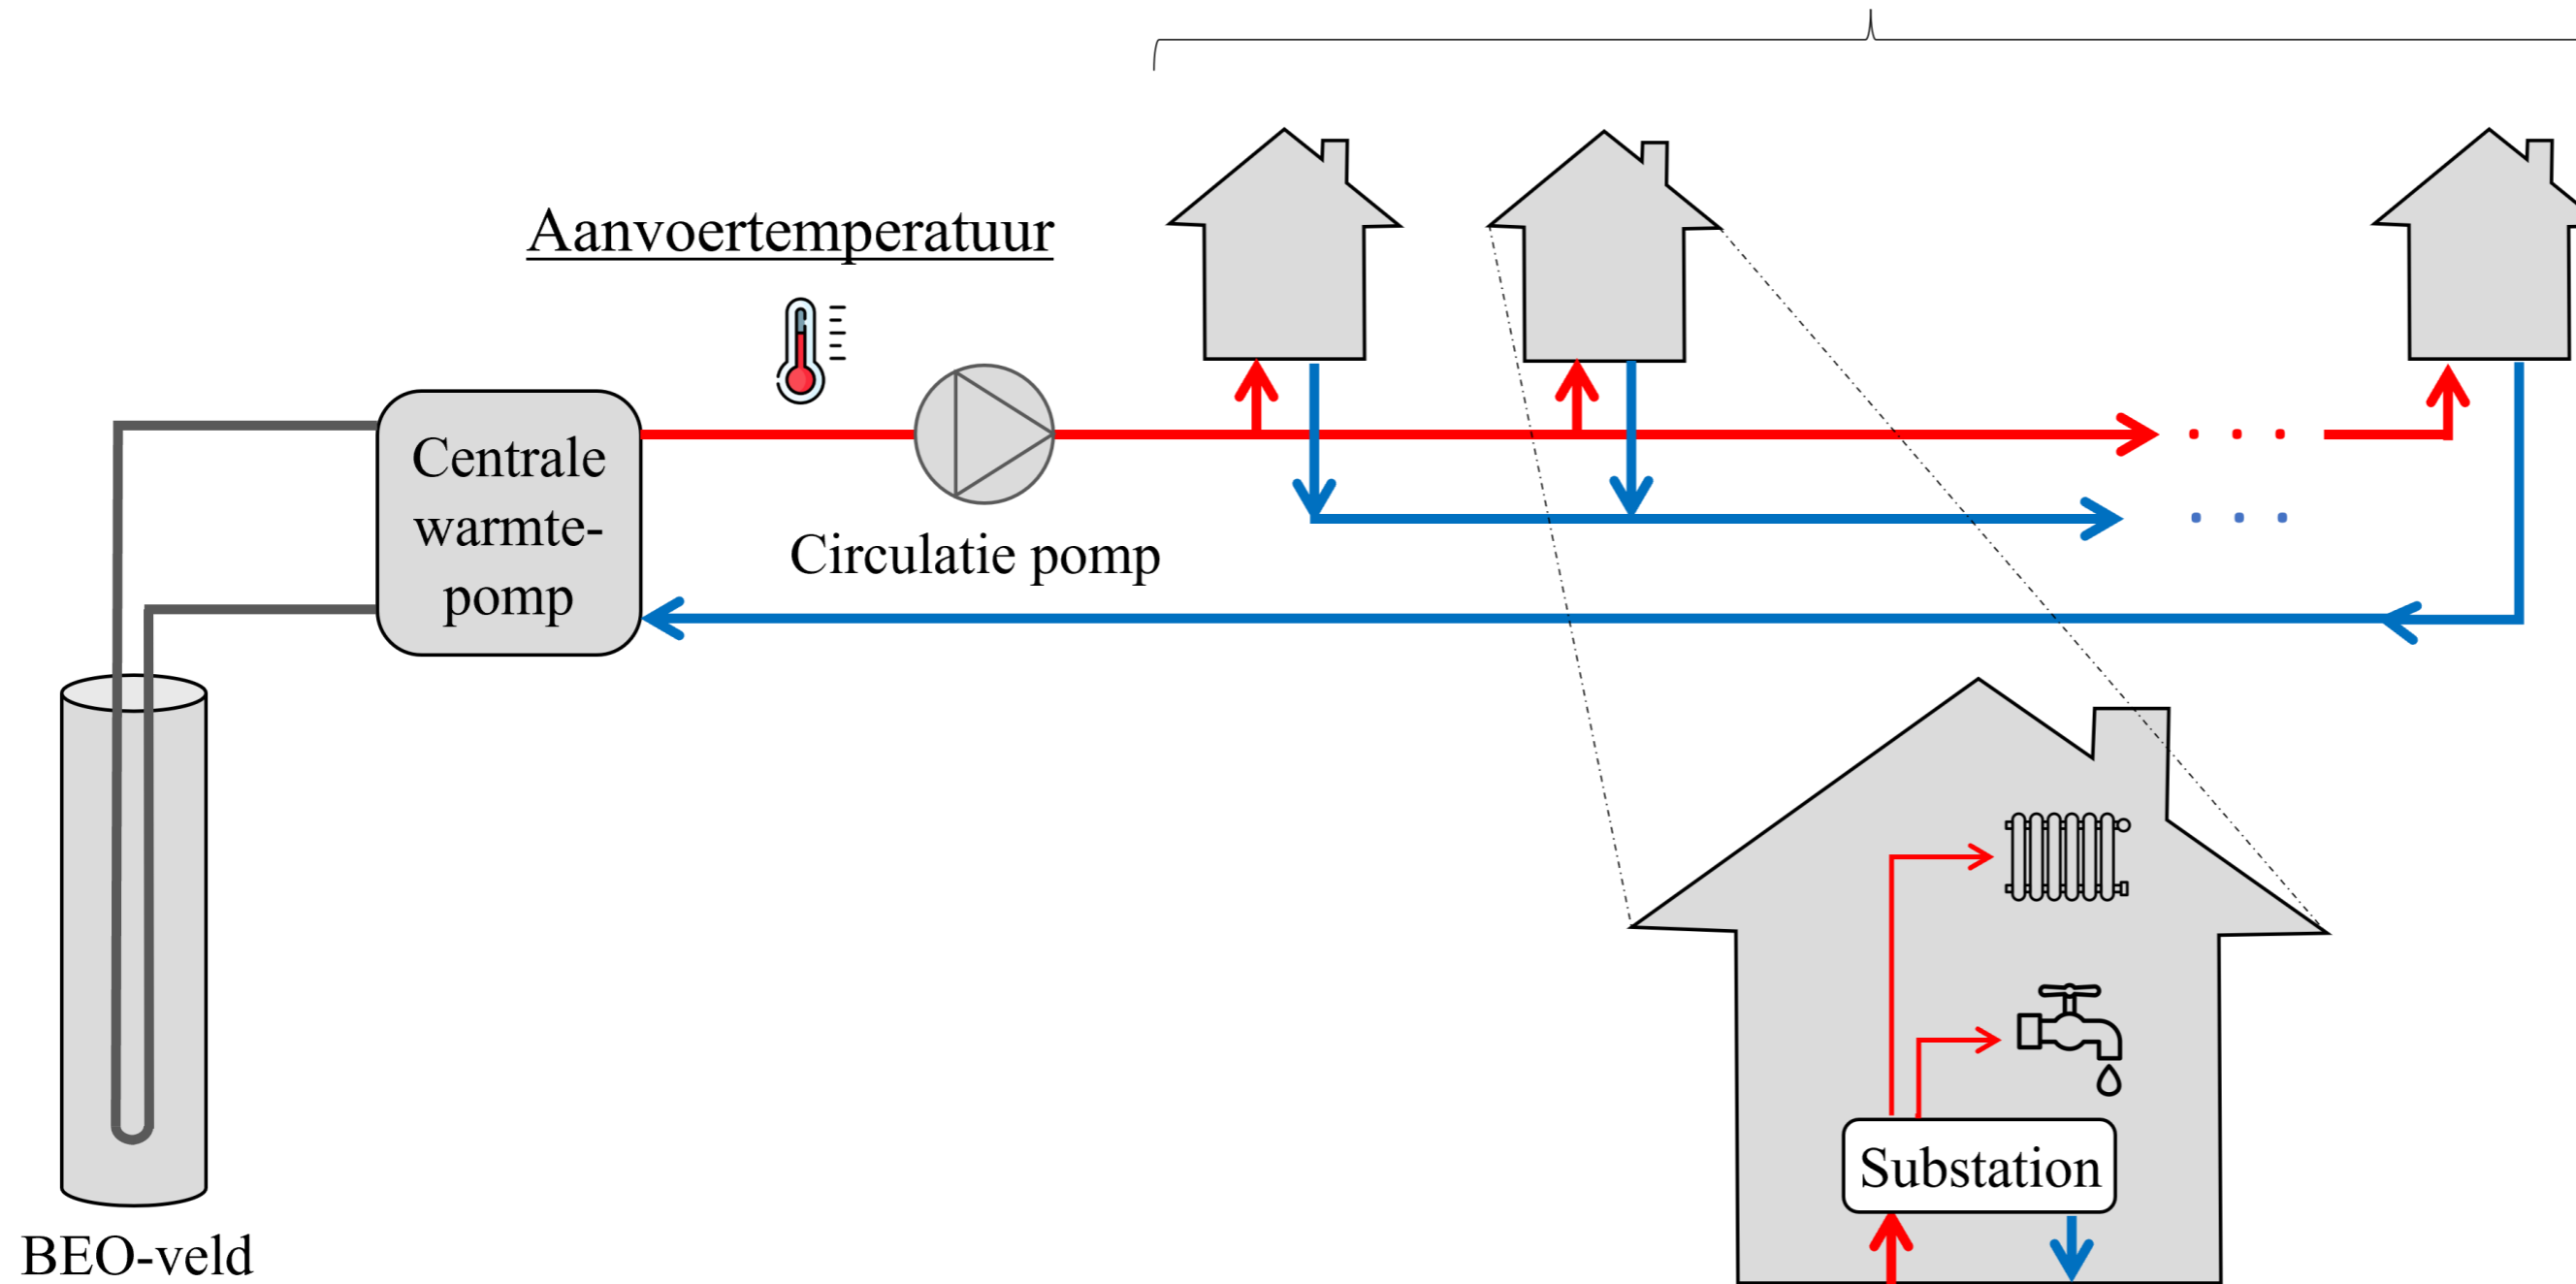 Aanvoertemperatuur
Centrale
warmte-
pomp
Circulatie pomp
Substation
BEO-veld